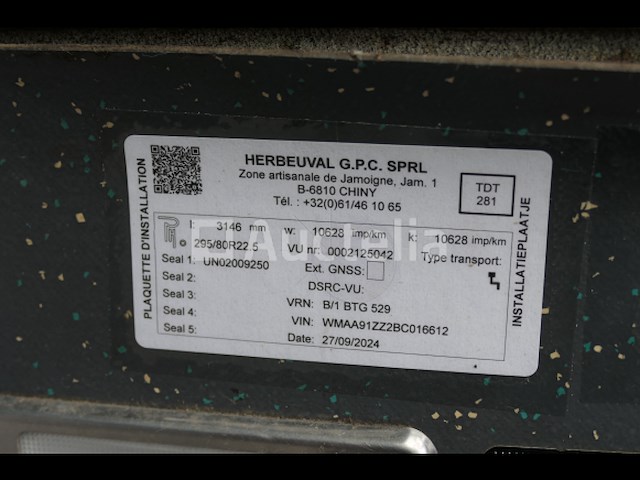 HERBEUVAL G.P.C. SPRL
Zone artisanale de Jamoigne, Jam. 1
B-6810 CHINY
Tél. : +32(0)61/46 10 65
TDT
281
PLAQUETTE D'INSTALLATION
l: 3146 mm w: 10628 imp/km k: 10628 imp/km
295/80R22.5 VU nr: 0002125042 Type transport:
Seal 1: UN02009250 Ext. GNSS:
Seal 2: DSRC-VU:
Seal 3: VRN: B/1 BTG 529
Seal 4: VIN: WMAA91ZZ2BC016612
Seal 5: Date: 27/09/2024
INSTALLATIEPLAATJE